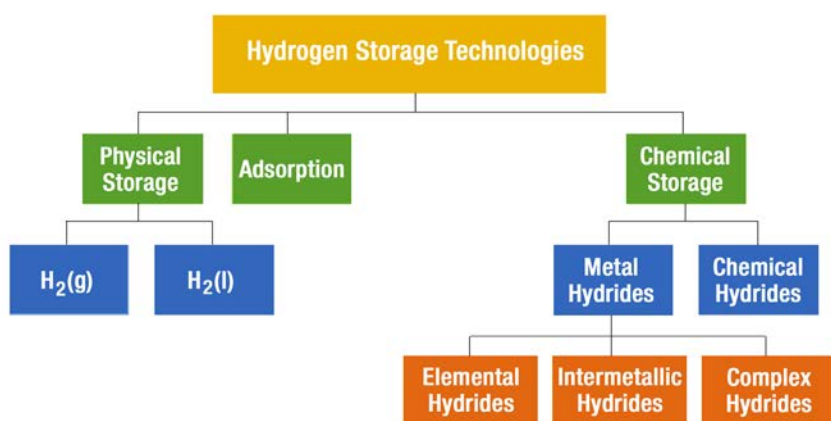 Hydrogen Storage Technologies
Physical
Storage
Adsorption
Chemical
Storage
H₂(g)
H₂(l)
Metal
Hydrides
Chemical
Hydrides
Elemental
Hydrides
Intermetallic
Hydrides
Complex
Hydrides